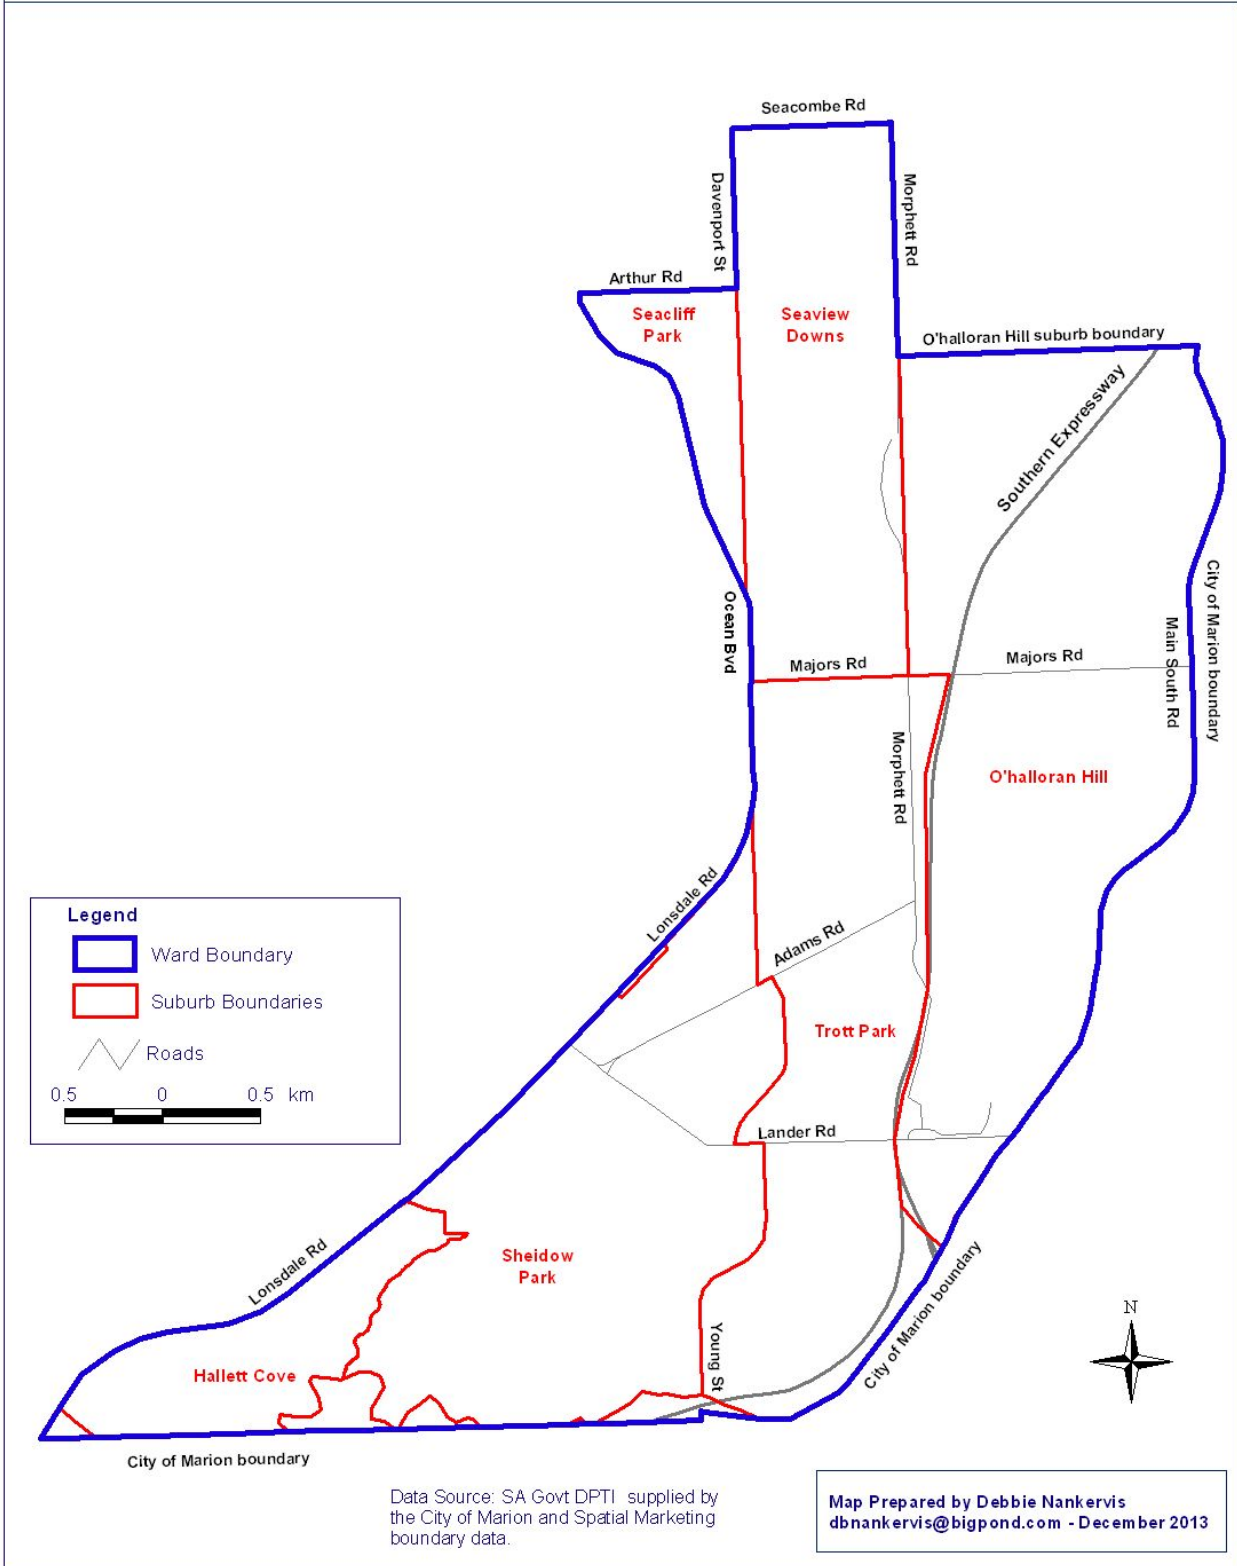 Seacombe Rd
Davenport St
Morphett Rd
Arthur Rd
Seacliff
Park
Seaview
Downs
O'halloran Hill suburb boundary
Southern Expressway
Ocean Bvd
City of Marion boundary
Main South Rd
Majors Rd
Majors Rd
Morphett Rd
O'halloran Hill
Lonsdale Rd
Adams Rd
Legend
Ward Boundary
Suburb Boundaries
Roads
0.5 0 0.5 km
Trott Park
Lander Rd
Lonsdale Rd
Sheidow
Park
City of Marion boundary
Young St
N
Hallett Cove
City of Marion boundary
Data Source: SA Govt DPTI supplied by
the City of Marion and Spatial Marketing
boundary data.
Map Prepared by Debbie Nankervis
dbnankervis@bigpond.com - December 2013